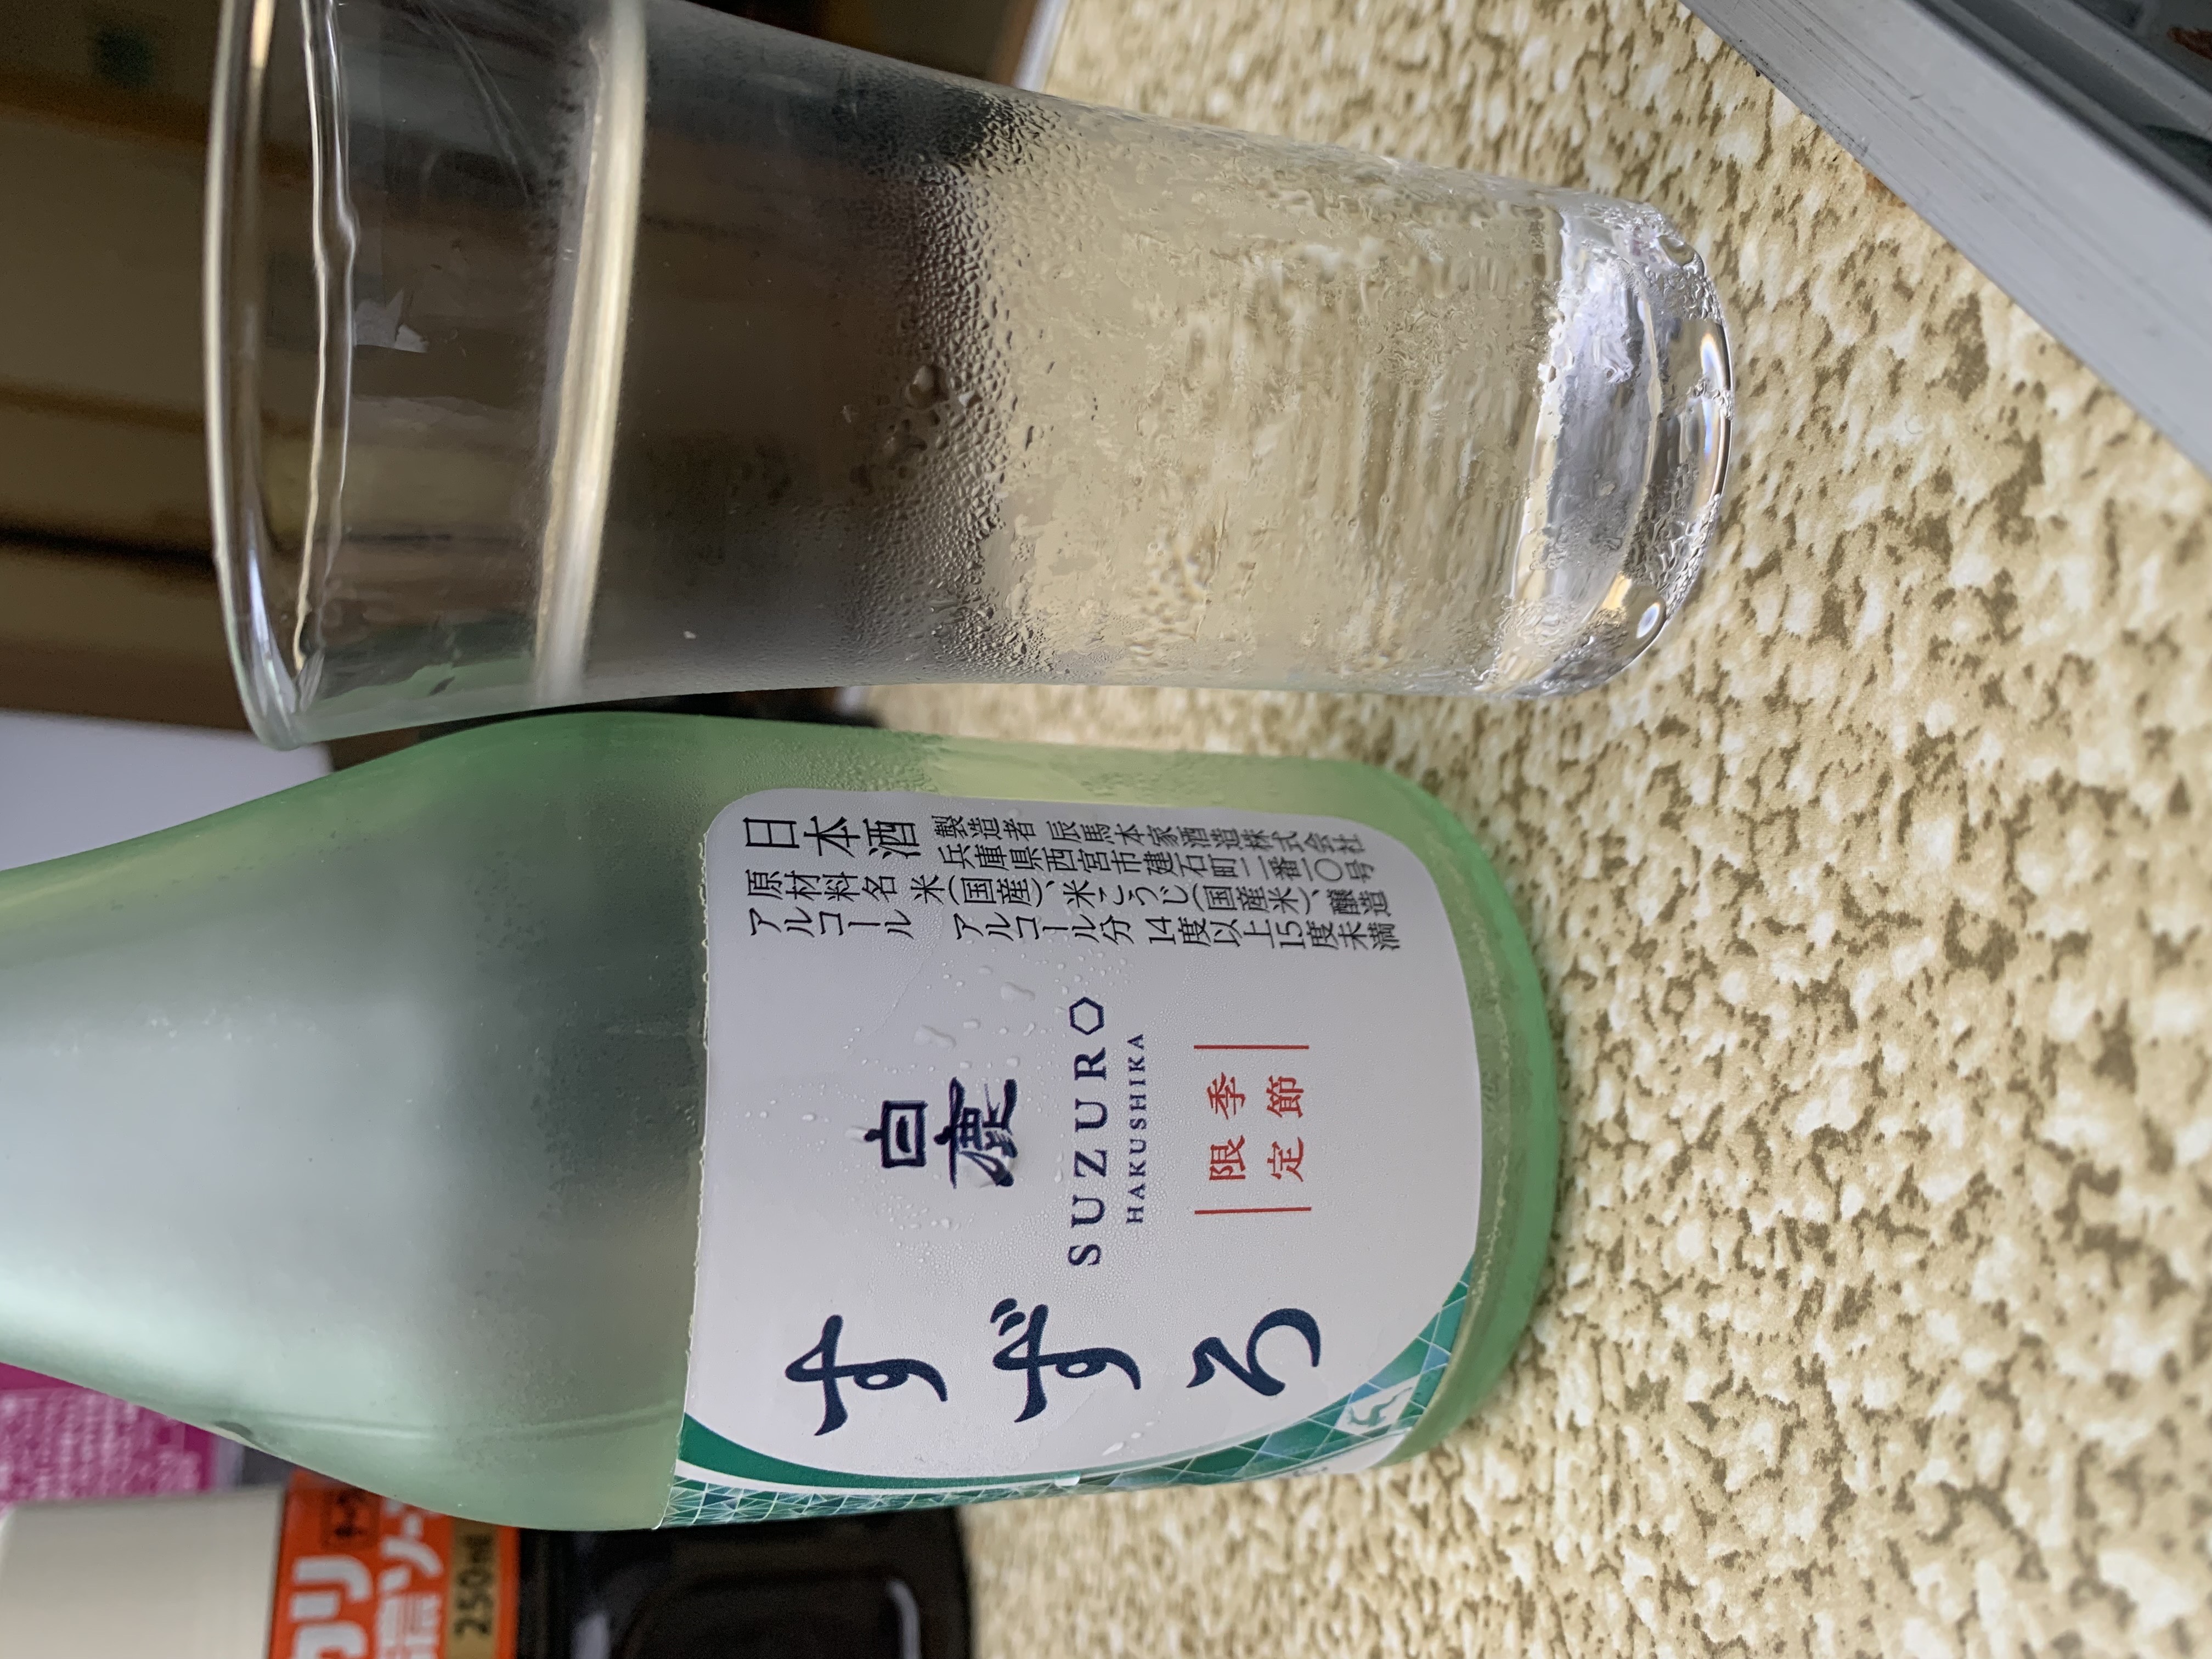 すずろ
白鹿
SUZURO
HAKUSHIKA
季節
限定
日本酒
製造者 辰馬本家酒造株式会社
兵庫県西宮市建石町二番一〇号
原材料名 米(国産)、米こうじ(国産米)、醸造
アルコール アルコール分 14度以上15度未満
250ml